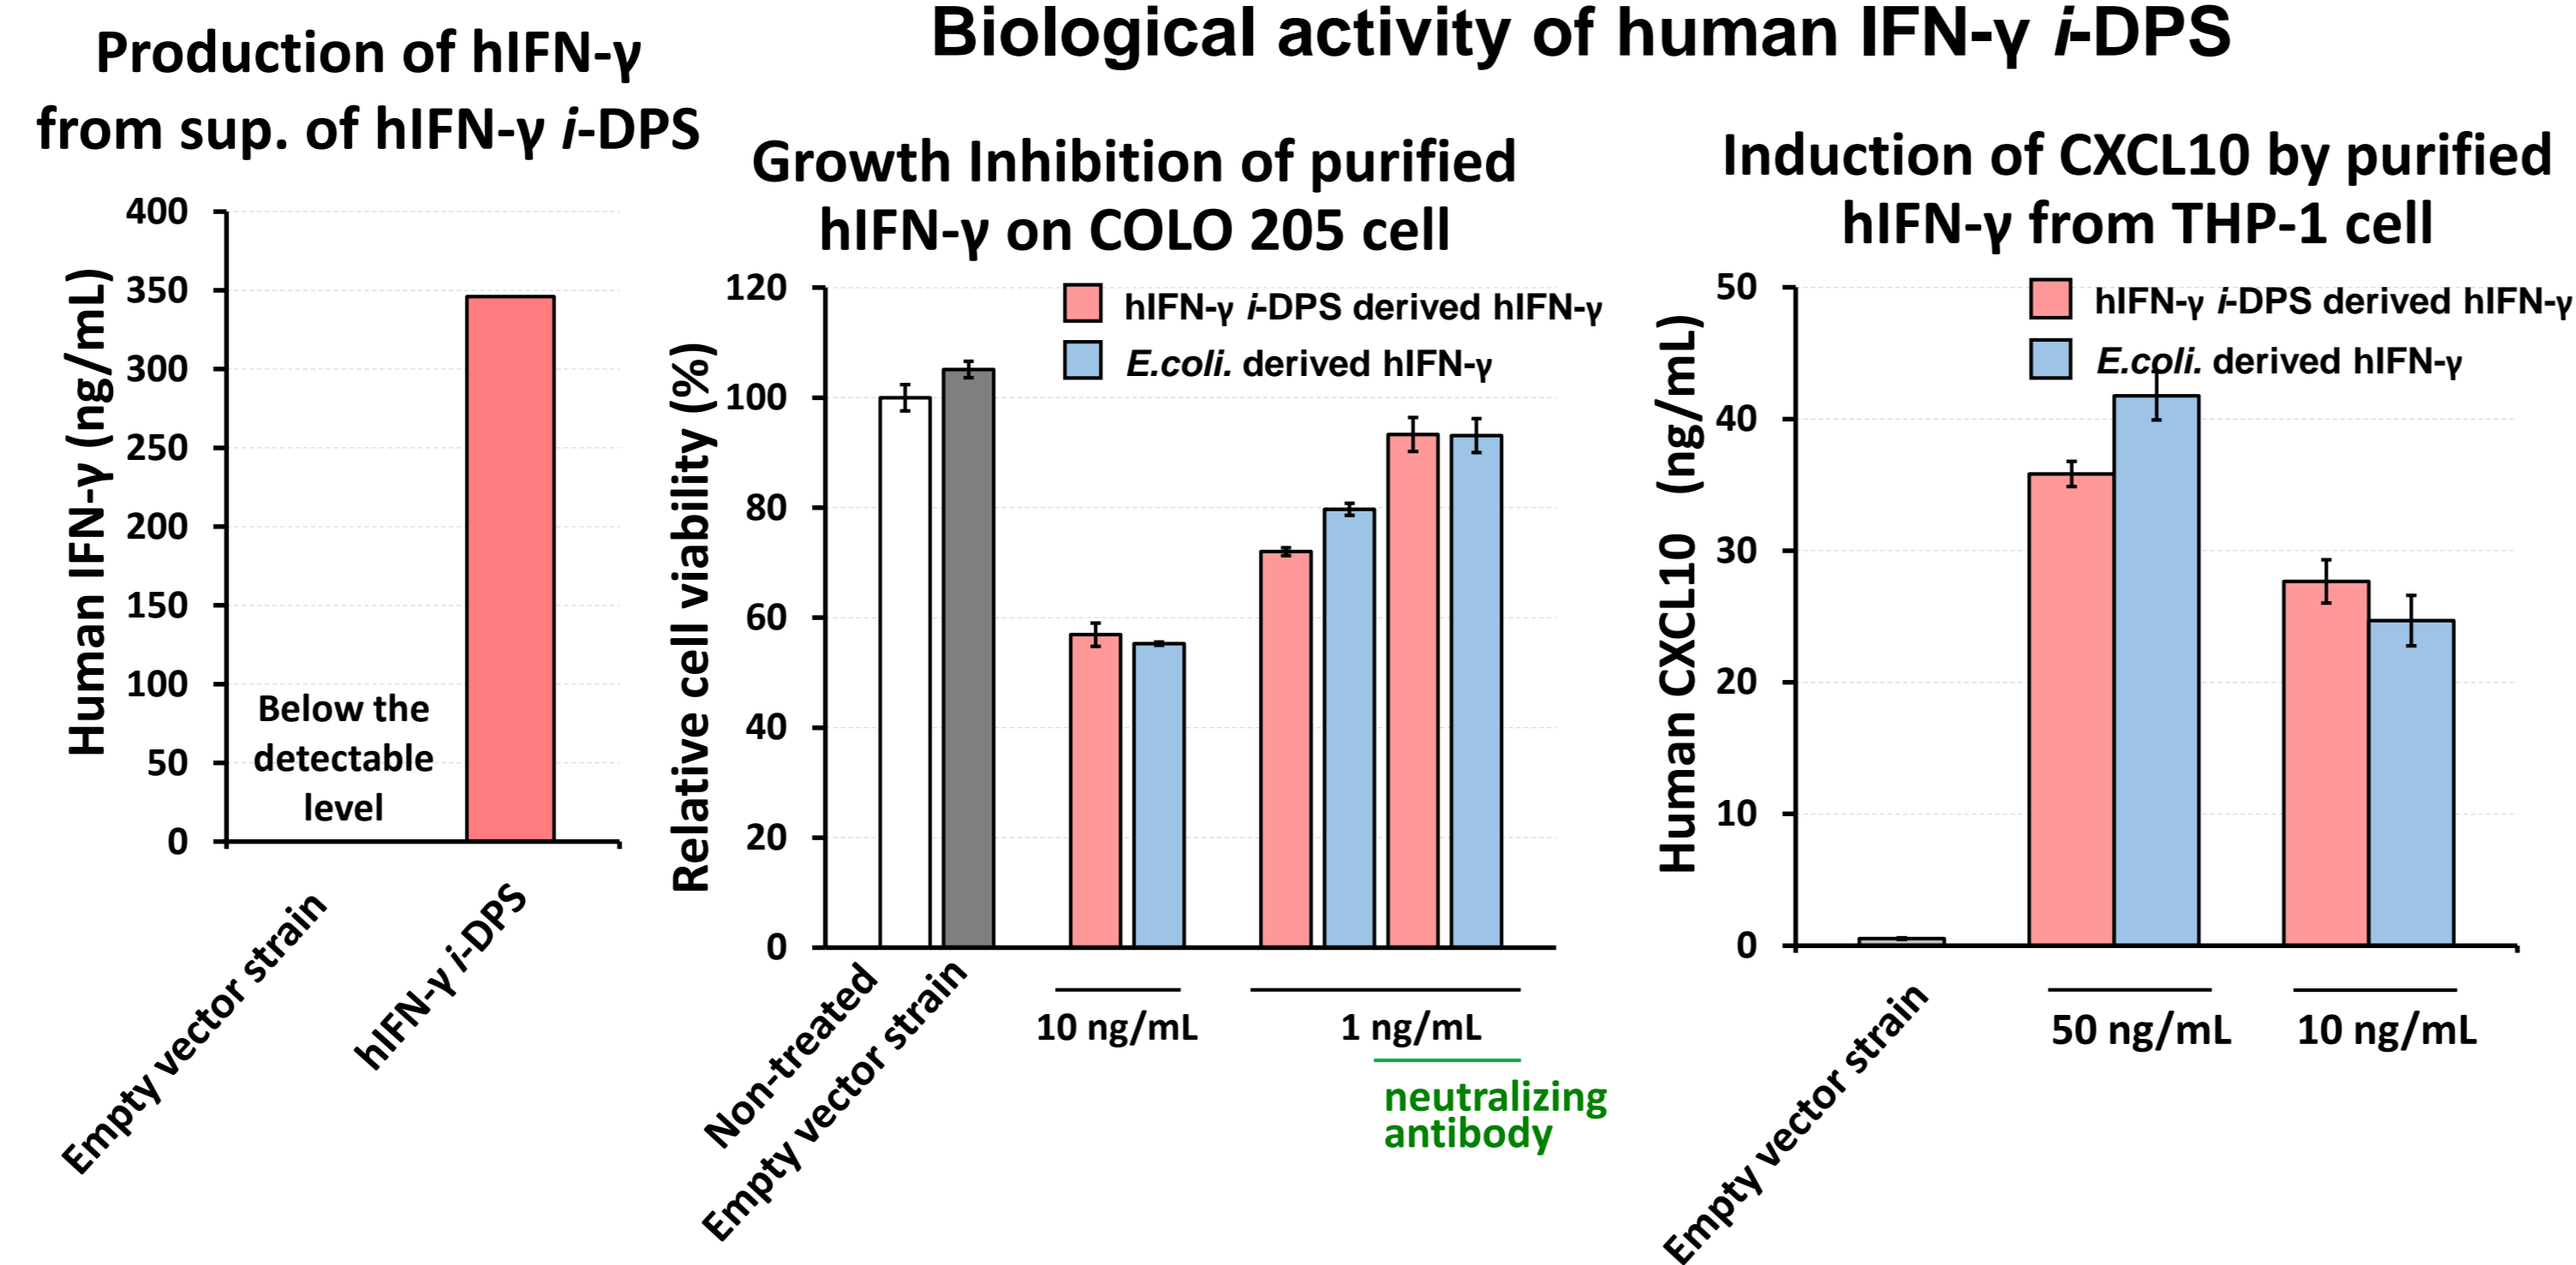 Biological activity of human IFN-γ i-DPS
Production of hIFN-γ
from sup. of hIFN-γ i-DPS
Human IFN-γ (ng/mL)
400
350
300
250
200
150
100
50
0
Below the
detectable
level
Empty vector strain
hIFN-γ i-DPS
Growth Inhibition of purified
hIFN-γ on COLO 205 cell
Relative cell viability (%)
120
100
80
60
40
20
0
hIFN-γ i-DPS derived hIFN-γ
E.coli. derived hIFN-γ
Non-treated
Empty vector strain
10 ng/mL
1 ng/mL
neutralizing
antibody
Induction of CXCL10 by purified
hIFN-γ from THP-1 cell
Human CXCL10 (ng/mL)
50
40
30
20
10
0
hIFN-γ i-DPS derived hIFN-γ
E.coli. derived hIFN-γ
Empty vector strain
50 ng/mL
10 ng/mL